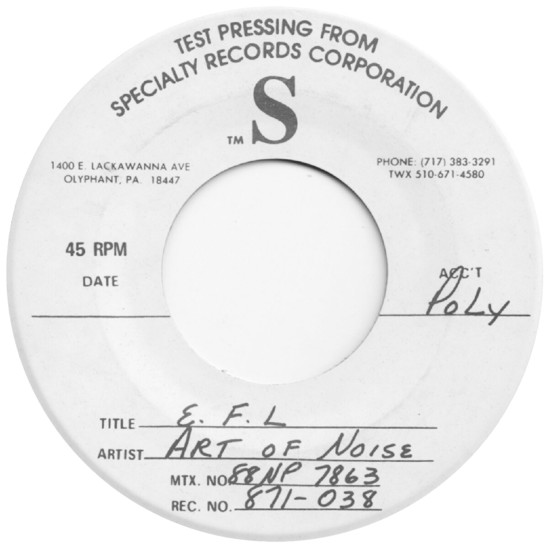 TEST PRESSING FROM
SPECIALTY RECORDS CORPORATION
TM S
1400 E. LACKAWANNA AVE
OLYPHANT, PA. 18447
PHONE: (717) 383-3291
TWX 510-671-4580
45 RPM
DATE
ACC'T
POLY
TITLE E. F. L
ARTIST ART OF NOISE
MTX. NO. 88NP 7863
REC. NO. 871-038